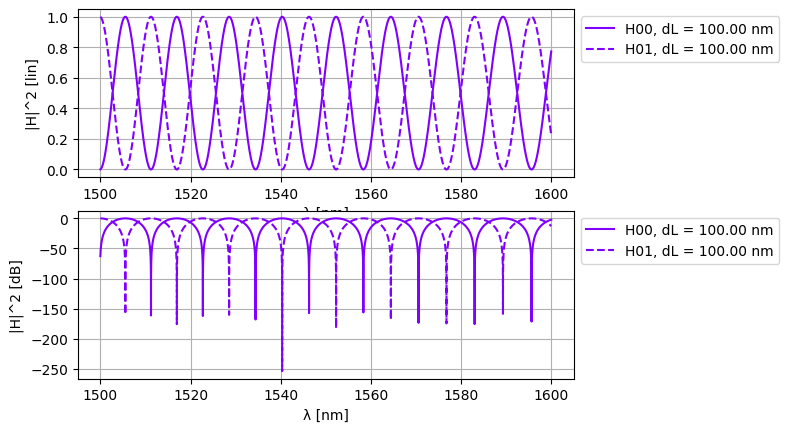 1.0
0.8
0.6
0.4
0.2
0.0
|H|^2 [lin]
1500 1520 1540 1560 1580 1600
λ [nm]
H00, dL = 100.00 nm
H01, dL = 100.00 nm
0
−50
−100
−150
−200
−250
|H|^2 [dB]
1500 1520 1540 1560 1580 1600
λ [nm]
H00, dL = 100.00 nm
H01, dL = 100.00 nm